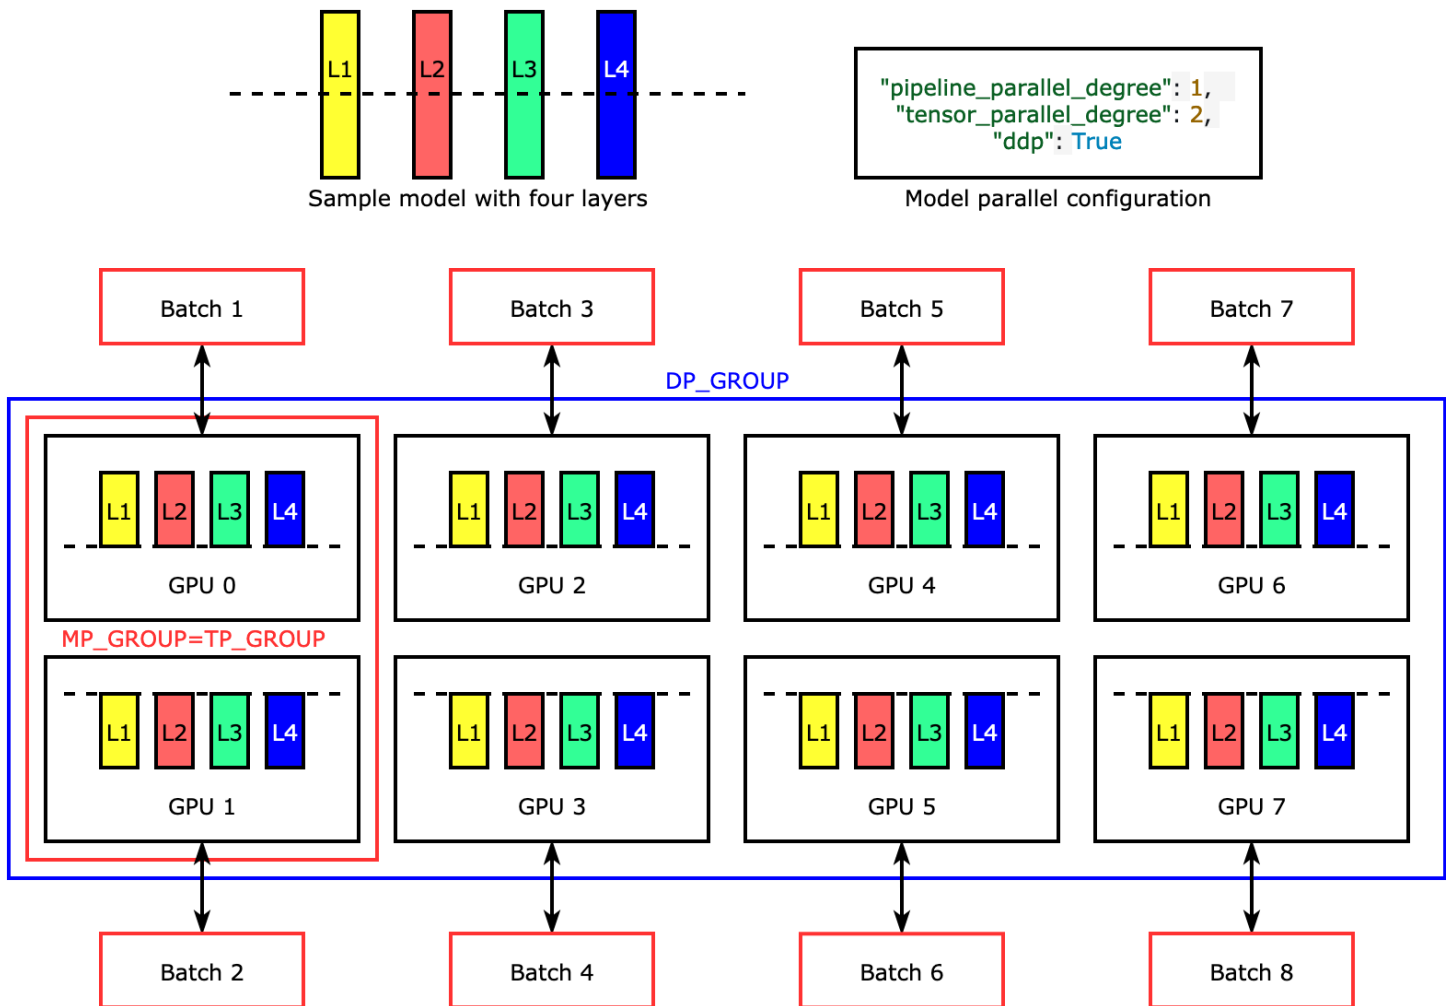 L1 L2 L3 L4
"pipeline_parallel_degree": 1,
"tensor_parallel_degree": 2,
"ddp": True
Sample model with four layers
Model parallel configuration
Batch 1
Batch 3
Batch 5
Batch 7
DP_GROUP
L1 L2 L3 L4
L1 L2 L3 L4
L1 L2 L3 L4
L1 L2 L3 L4
GPU 0
GPU 2
GPU 4
GPU 6
MP_GROUP=TP_GROUP
L1 L2 L3 L4
L1 L2 L3 L4
L1 L2 L3 L4
L1 L2 L3 L4
GPU 1
GPU 3
GPU 5
GPU 7
Batch 2
Batch 4
Batch 6
Batch 8